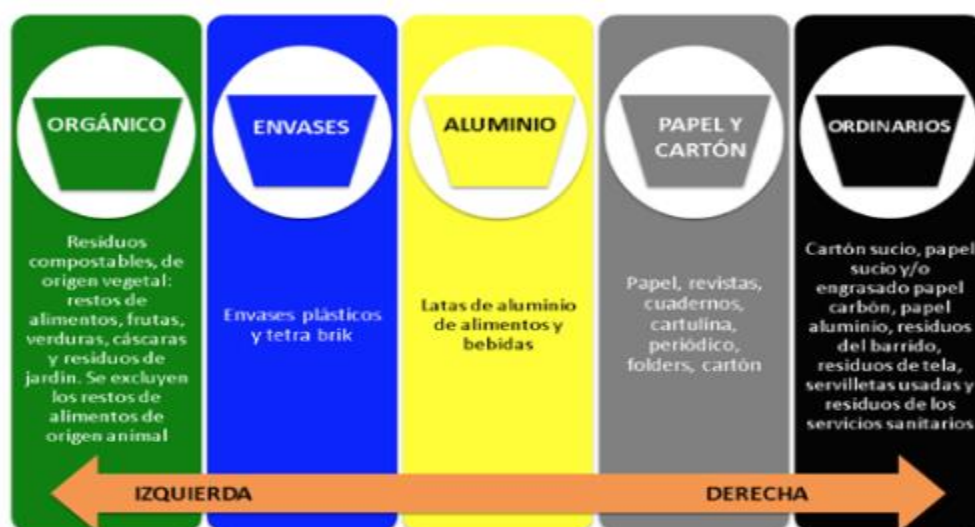 ORGÁNICO
Residuos
compostables, de
origen vegetal:
restos de
alimentos, frutas,
verduras, cáscaras
y residuos de
jardín. Se excluyen
los restos de
alimentos de
origen animal
ENVASES
Envases plásticos
y tetra brik
ALUMINIO
Latas de aluminio
de alimentos y
bebidas
PAPEL Y
CARTÓN
Papel, revistas,
cuadernos,
cartulina,
periódico,
folders, cartón
ORDINARIOS
Cartón sucio, papel
sucio y/o
engrasado papel
carbón, papel
aluminio, residuos
del barrido,
residuos de tela,
servilletas usadas y
residuos de los
servicios sanitarios
IZQUIERDA
DERECHA